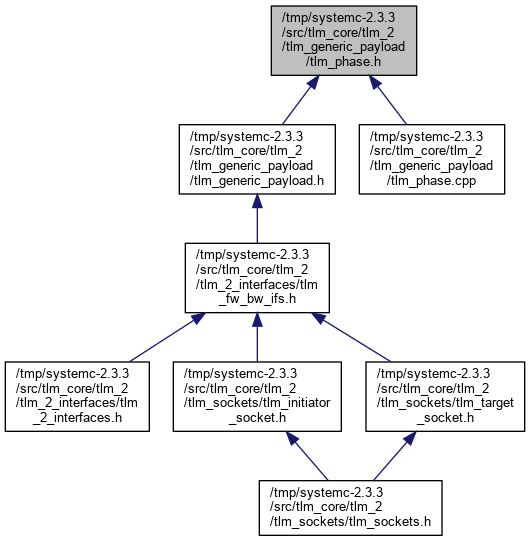 /tmp/systemc-2.3.3
/src/tlm_core/tlm_2
/tlm_generic_payload
/tlm_phase.h
/tmp/systemc-2.3.3
/src/tlm_core/tlm_2
/tlm_generic_payload
/tlm_generic_payload.h
/tmp/systemc-2.3.3
/src/tlm_core/tlm_2
/tlm_generic_payload
/tlm_phase.cpp
/tmp/systemc-2.3.3
/src/tlm_core/tlm_2
/tlm_2_interfaces/tlm
_fw_bw_ifs.h
/tmp/systemc-2.3.3
/src/tlm_core/tlm_2
/tlm_2_interfaces/tlm
_2_interfaces.h
/tmp/systemc-2.3.3
/src/tlm_core/tlm_2
/tlm_sockets/tlm_initiator
_socket.h
/tmp/systemc-2.3.3
/src/tlm_core/tlm_2
/tlm_sockets/tlm_target
_socket.h
/tmp/systemc-2.3.3
/src/tlm_core/tlm_2
/tlm_sockets/tlm_sockets.h